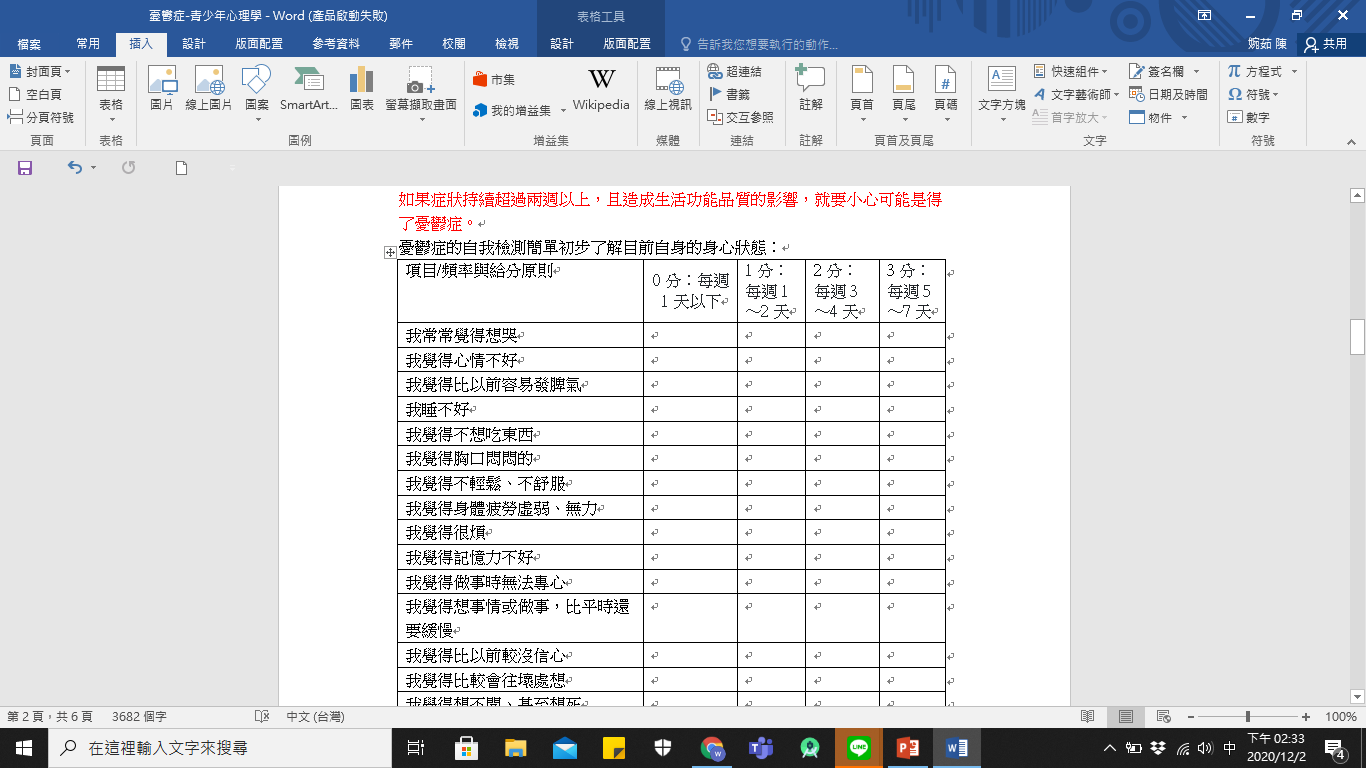 憂鬱症-青少年心理學 - Word (產品啟動失敗)
表格工具
檔案 常用 插入 設計 版面配置 參考資料 郵件 校閱 檢視 設計 版面配置 告訴我您想要執行的動作... 婉茹 陳 共用
封面頁
空白頁
分頁符號
頁面
表格
表格
圖片 線上圖片 圖案 SmartArt... 圖表 螢幕擷取畫面
圖例
市集
我的增益集
W
Wikipedia
增益集
線上視訊
媒體
超連結
書籤
交互參照
連結
註解
註解
頁首 頁尾 頁碼
頁首及頁尾
文字方塊
快速組件
文字藝術師
首字放大
簽名欄
日期及時間
物件
文字
π 方程式
Ω 符號
# 數字
符號
如果症狀持續超過兩週以上，且造成生活功能品質的影響，就要小心可能是得
了憂鬱症。
憂鬱症的自我檢測簡單初步了解目前自身的身心狀態：
項目/頻率與給分原則
0 分：每週
1 天以下
1 分：
每週 1
～2 天
2 分：
每週 3
～4 天
3 分：
每週 5
～7 天
我常常覺得想哭
我覺得心情不好
我覺得比以前容易發脾氣
我睡不好
我覺得不想吃東西
我覺得胸口悶悶的
我覺得不輕鬆、不舒服
我覺得身體疲勞虛弱、無力
我覺得很煩
我覺得記憶力不好
我覺得做事時無法專心
我覺得想事情或做事，比平時還
要緩慢
我覺得比以前較沒信心
我覺得比較會往壞處想
我覺得想不開、甚至想死
第 2 頁，共 6 頁 3682 個字 中文 (台灣) 100%
在這裡輸入文字來搜尋
中
下午 02:33
2020/12/2
4